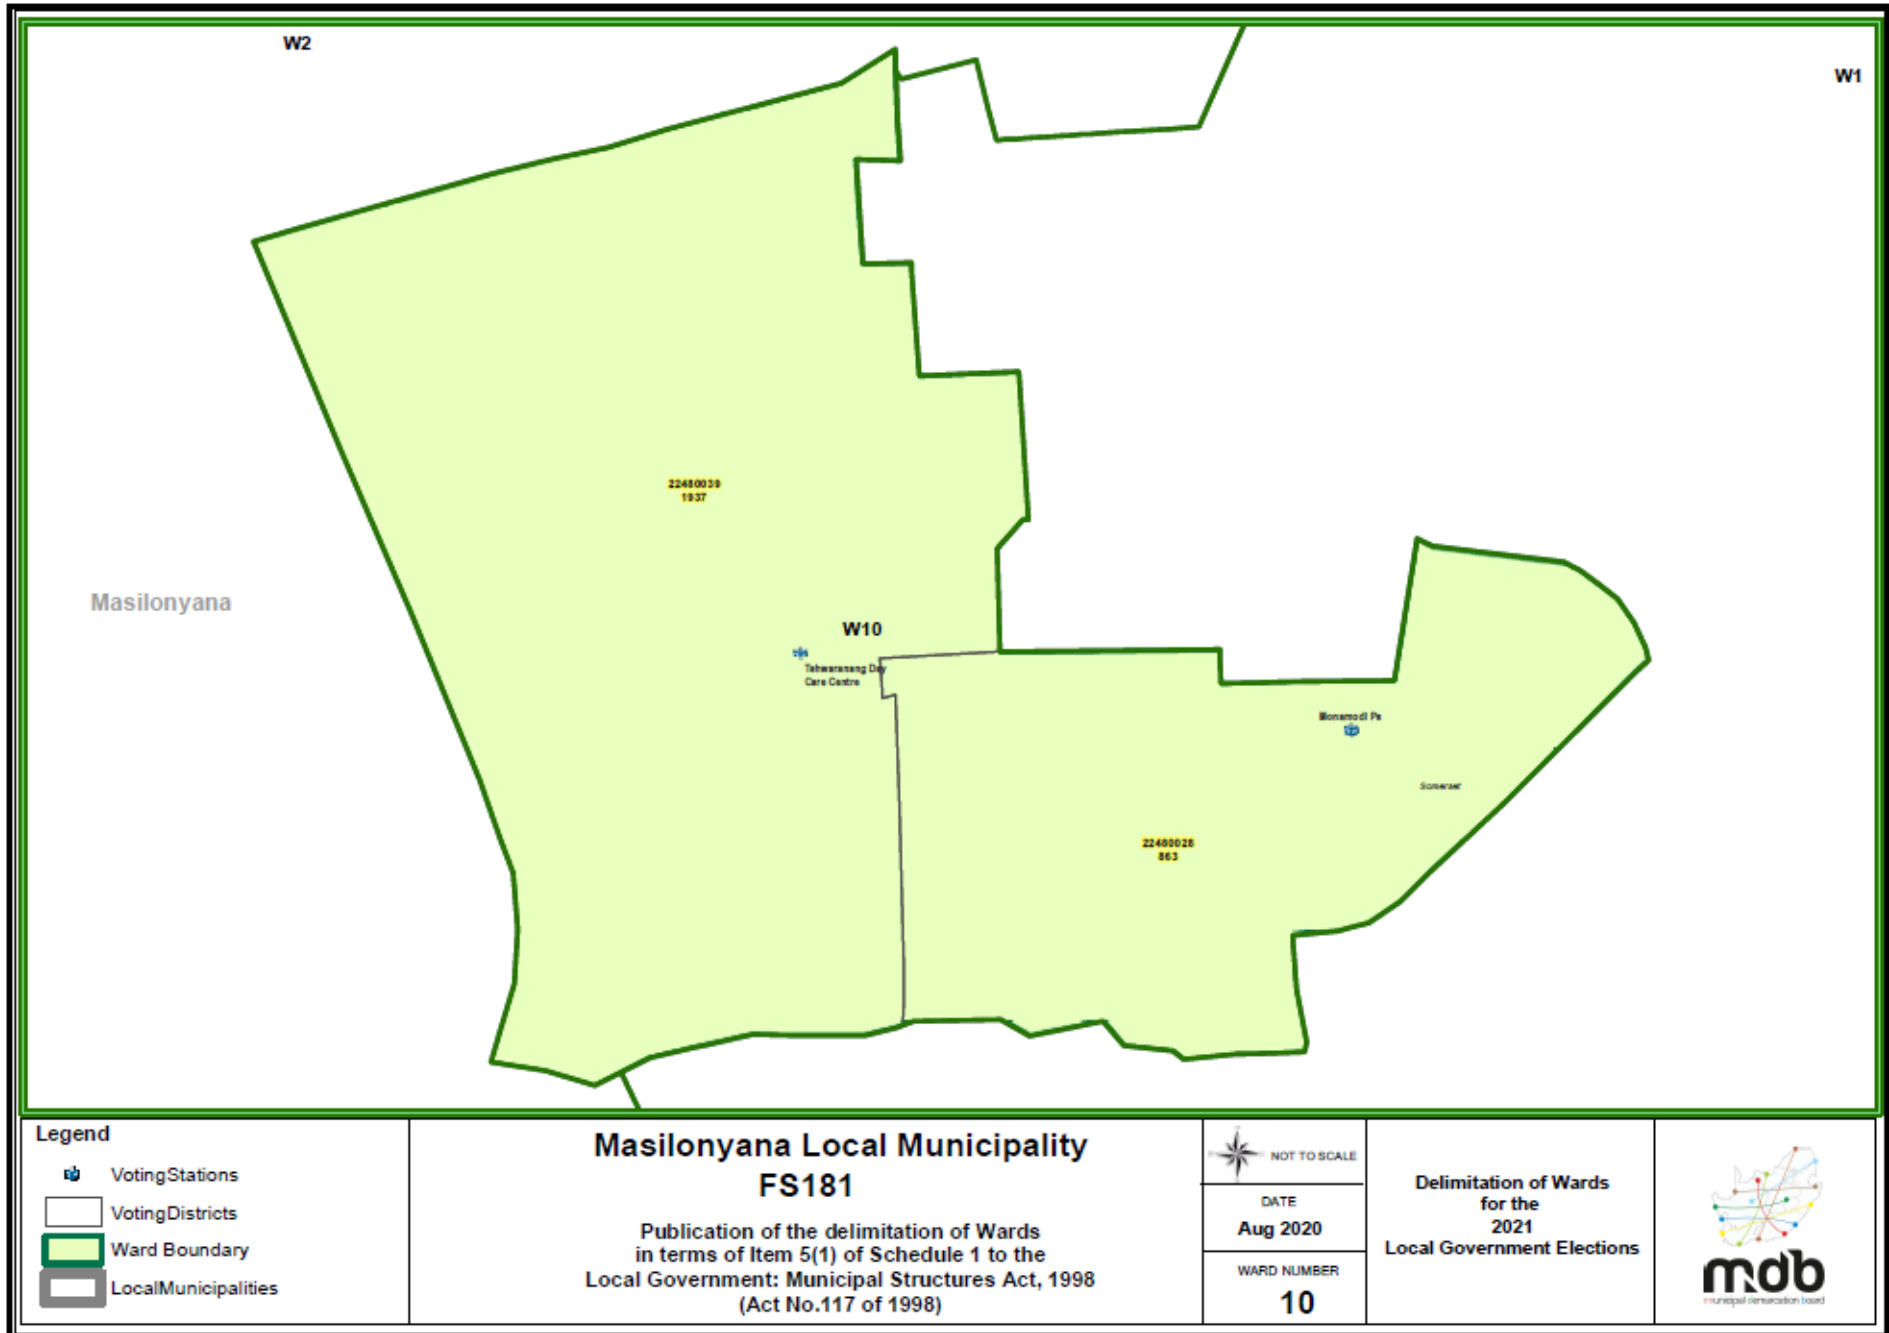 W2
W1
22480039
1937
Masilonyana
W10
Tshwaranang Day
Care Centre
Monamodi Ps
Somerset
22480028
863
Legend
VotingStations
VotingDistricts
Ward Boundary
LocalMunicipalities
Masilonyana Local Municipality
FS181
Publication of the delimitation of Wards
in terms of Item 5(1) of Schedule 1 to the
Local Government: Municipal Structures Act, 1998
(Act No.117 of 1998)
NOT TO SCALE
DATE
Aug 2020
WARD NUMBER
10
Delimitation of Wards
for the
2021
Local Government Elections
mdb
municipal demarcation board